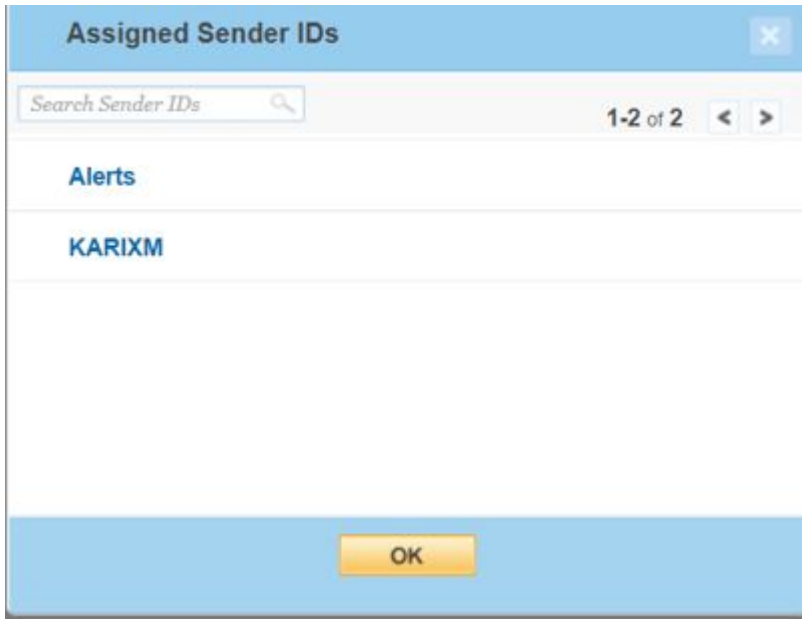 Assigned Sender IDs
Search Sender IDs
1-2 of 2
Alerts
KARIXM
OK